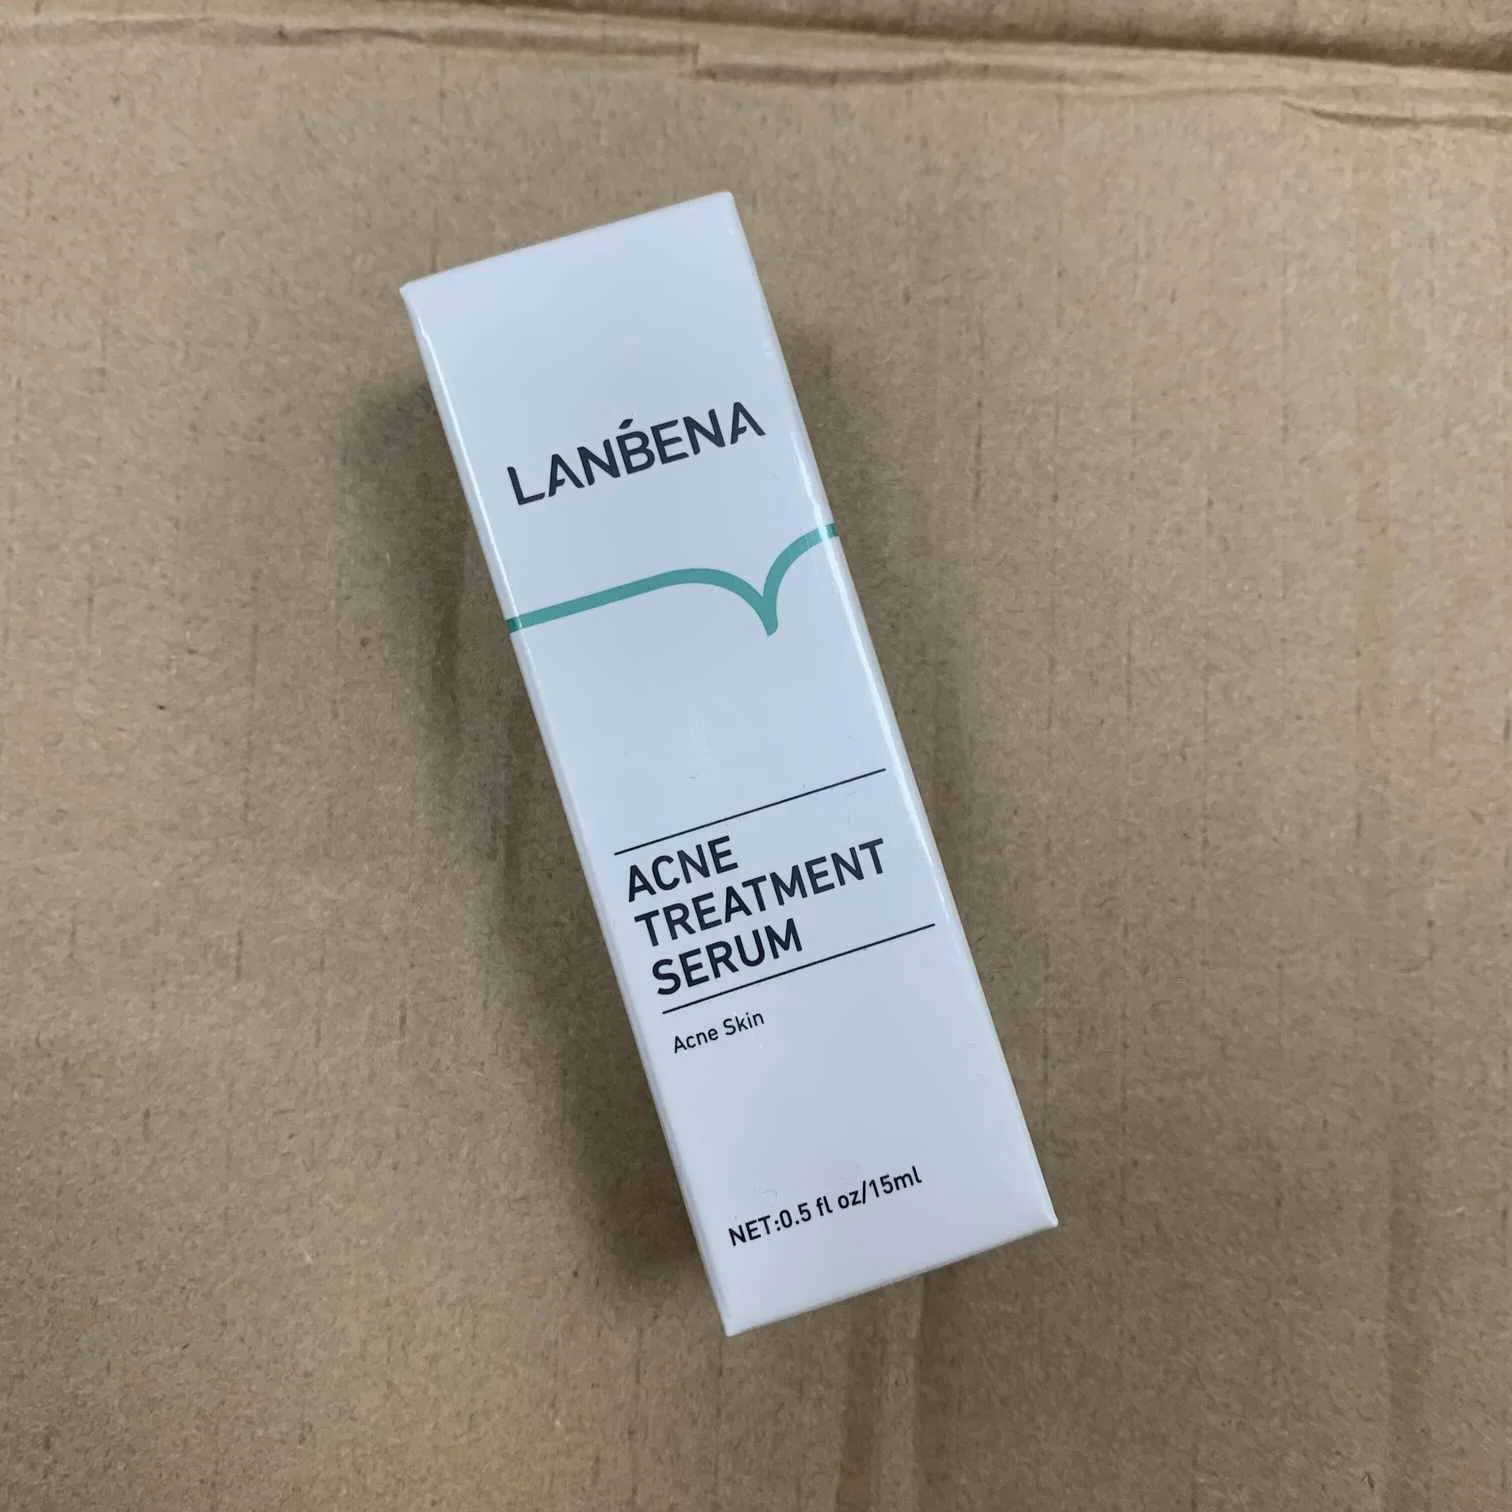 LANBENA
ACNE
TREATMENT
SERUM
Acne Skin
NET:0.5 fl oz/15ml